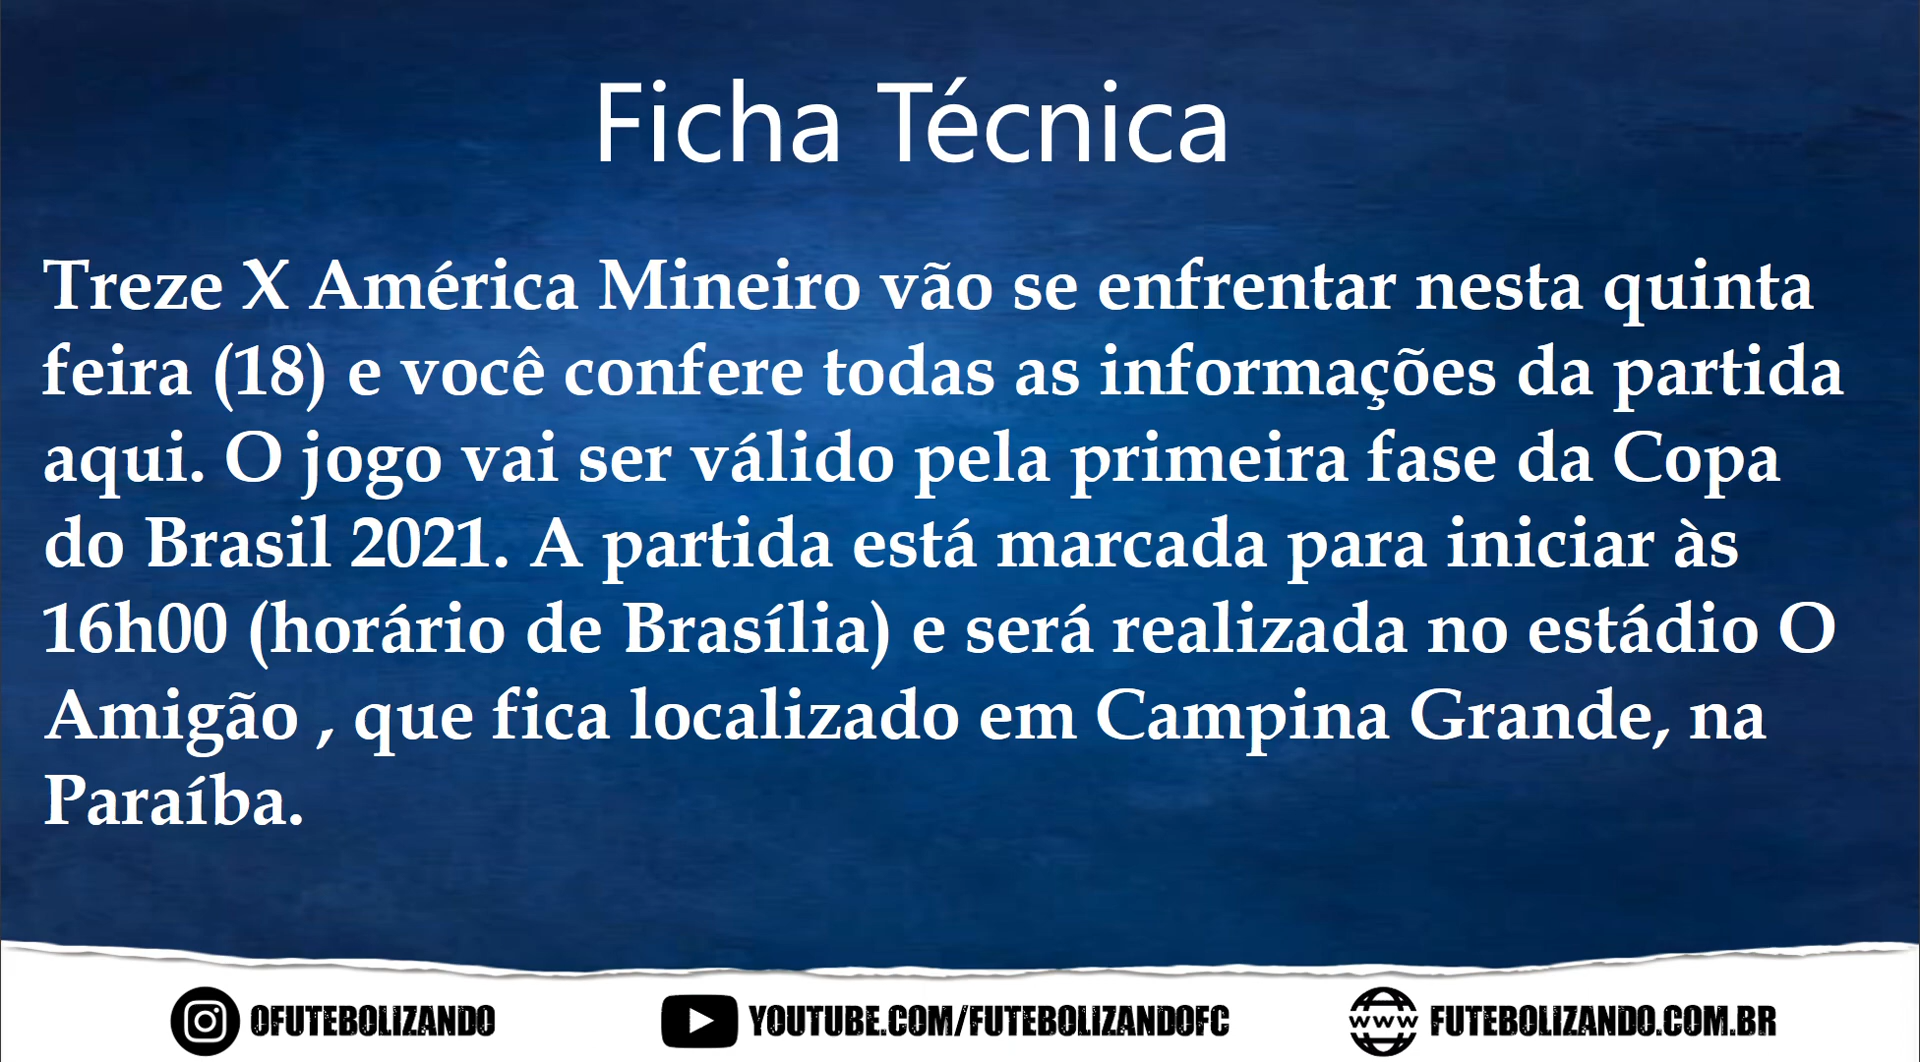 Ficha Técnica
Treze X América Mineiro vão se enfrentar nesta quinta
feira (18) e você confere todas as informações da partida
aqui. O jogo vai ser válido pela primeira fase da Copa
do Brasil 2021. A partida está marcada para iniciar às
16h00 (horário de Brasília) e será realizada no estádio O
Amigão , que fica localizado em Campina Grande, na
Paraíba.
OFUTEBOLIZANDO
YOUTUBE.COM/FUTEBOLIZANDOFC
WWW
FUTEBOLIZANDO.COM.BR